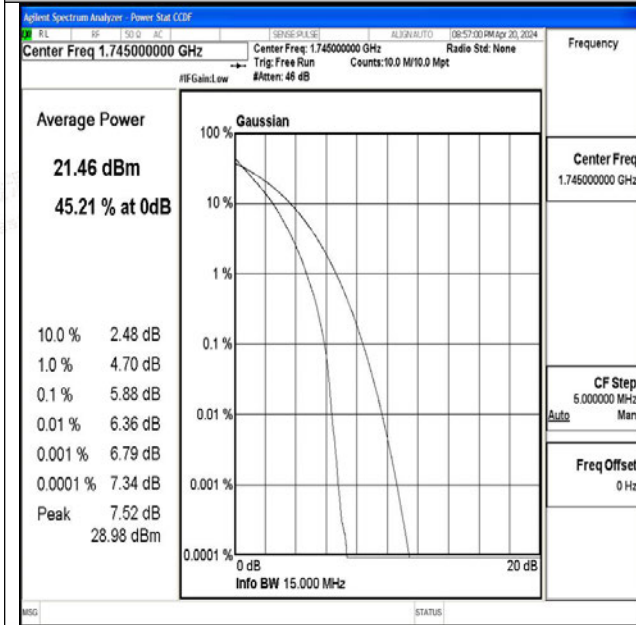 Agilent Spectrum Analyzer - Power Stat CCDF
RL RF 50 Ω AC SENSE:PULSE ALIGNAUTO 08:57:00 PM Apr 20, 2024
Center Freq 1.745000000 GHz
Center Freq: 1.745000000 GHz Radio Std: None
Trig: Free Run Counts:10.0 M/10.0 Mpt
#IFGain:Low #Atten: 46 dB
Average Power
21.46 dBm
45.21 % at 0dB
10.0 % 2.48 dB
1.0 % 4.70 dB
0.1 % 5.88 dB
0.01 % 6.36 dB
0.001 % 6.79 dB
0.0001 % 7.34 dB
Peak 7.52 dB
28.98 dBm
Gaussian
100 %
10 %
1 %
0.1 %
0.01 %
0.001 %
0.0001 %
0 dB 20 dB
Info BW 15.000 MHz
Frequency
Center Freq
1.745000000 GHz
CF Step
5.000000 MHz
Auto Man
Freq Offset
0 Hz
MSG STATUS